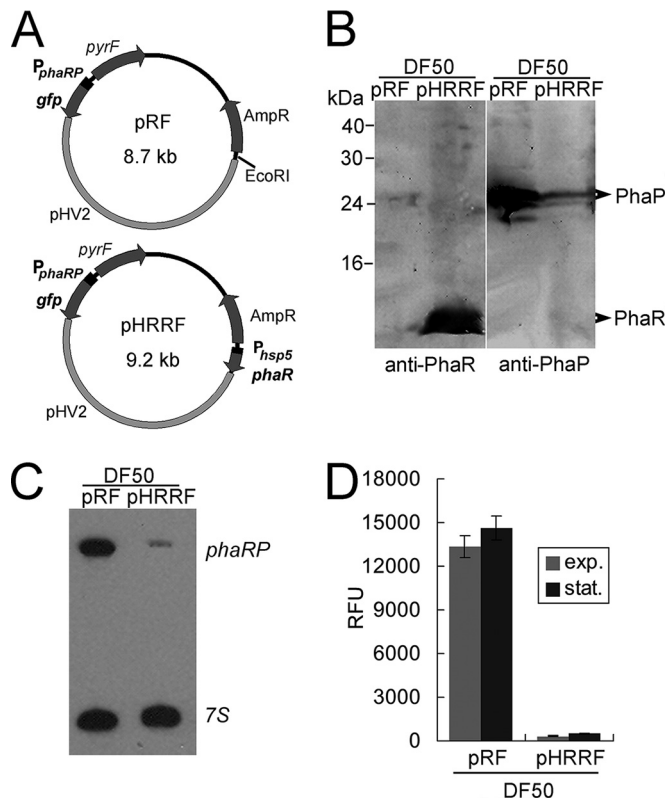 A
pyrF
PphaRP
gfp
pRF
8.7 kb
AmpR
EcoRI
pHV2
pyrF
PphaRP
gfp
pHRRF
9.2 kb
AmpR
Phsp5
phaR
pHV2
B
DF50 DF50
kDa pRF pHRRF pRF pHRRF
40
30
24
16
PhaP
PhaR
anti-PhaR anti-PhaP
C
DF50
pRF pHRRF
phaRP
7S
D
18000
15000
12000
9000
6000
3000
0
RFU
exp.
stat.
pRF pHRRF
DF50